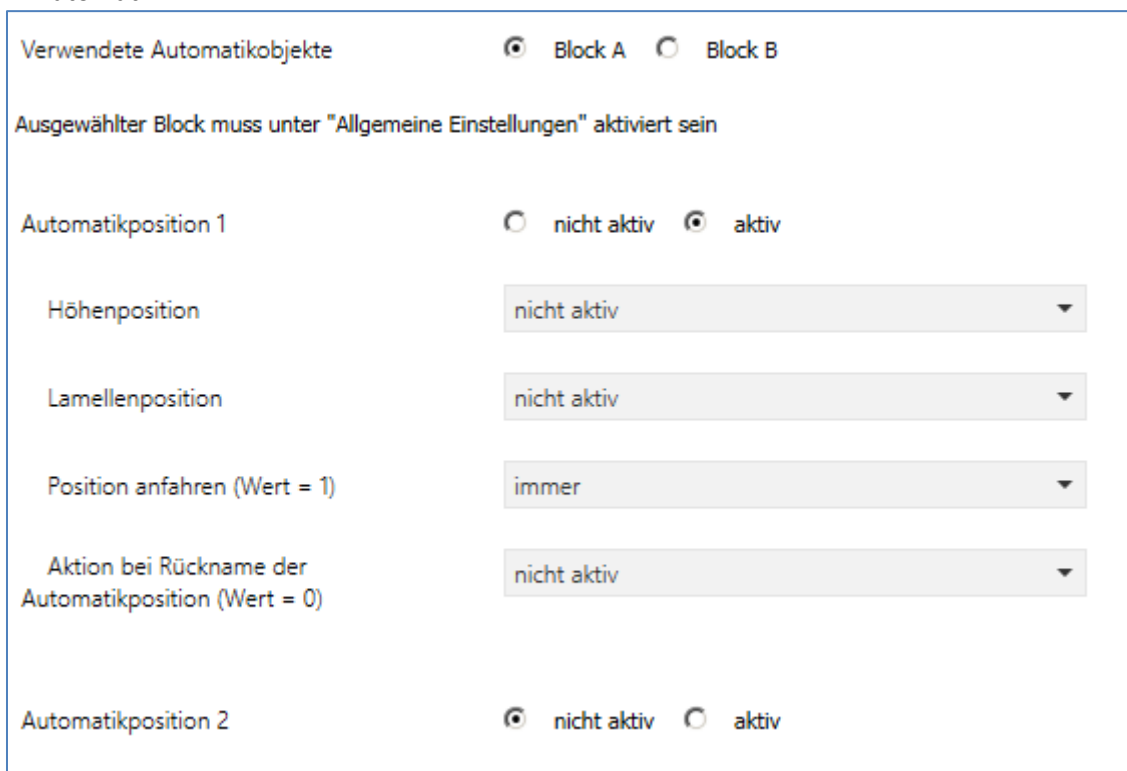 Verwendete Automatikobjekte Block A Block B
Ausgewählter Block muss unter "Allgemeine Einstellungen" aktiviert sein
Automatikposition 1 nicht aktiv aktiv
Höhenposition nicht aktiv
Lamellenposition nicht aktiv
Position anfahren (Wert = 1) immer
Aktion bei Rückname der
Automatikposition (Wert = 0) nicht aktiv
Automatikposition 2 nicht aktiv aktiv